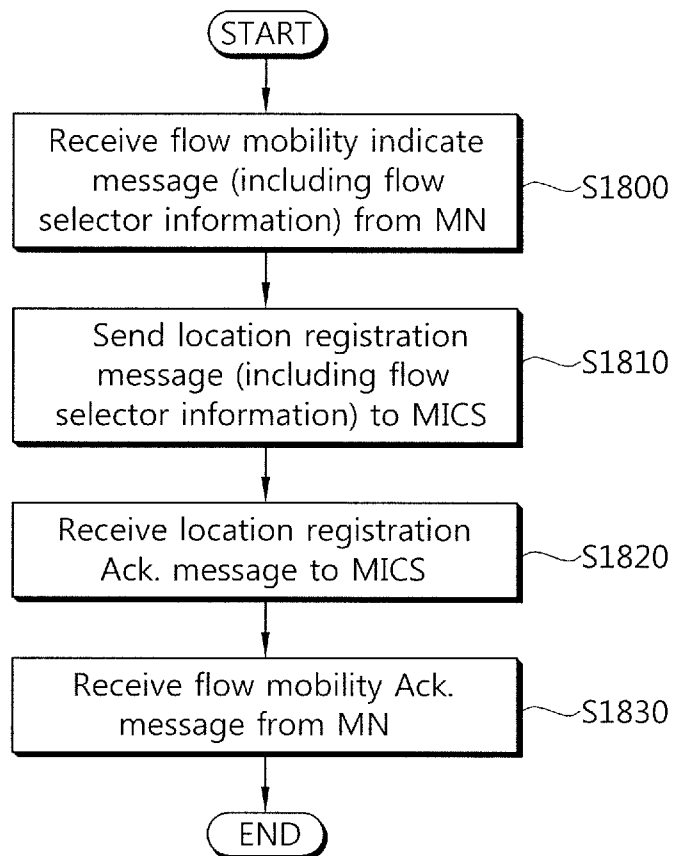 START
Receive flow mobility indicate
message (including flow
selector information) from MN
S1800
Send location registration
message (including flow
selector information) to MICS
S1810
Receive location registration
Ack. message to MICS
S1820
Receive flow mobility Ack.
message from MN
S1830
END